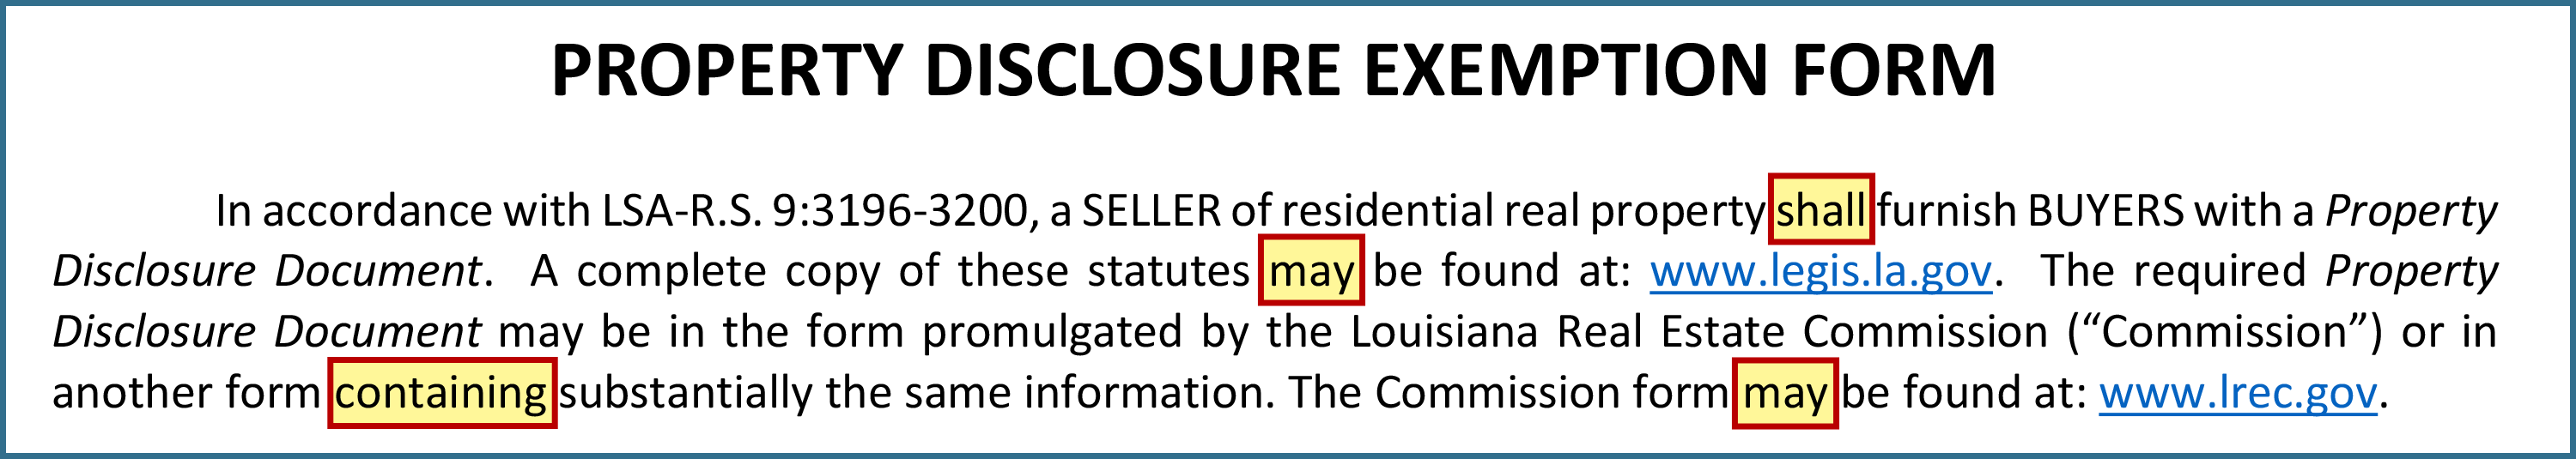 PROPERTY DISCLOSURE EXEMPTION FORM
In accordance with LSA-R.S. 9:3196-3200, a SELLER of residential real property shall furnish BUYERS with a Property
Disclosure Document. A complete copy of these statutes may be found at: www.legis.la.gov. The required Property
Disclosure Document may be in the form promulgated by the Louisiana Real Estate Commission (“Commission”) or in
another form containing substantially the same information. The Commission form may be found at: www.lrec.gov.